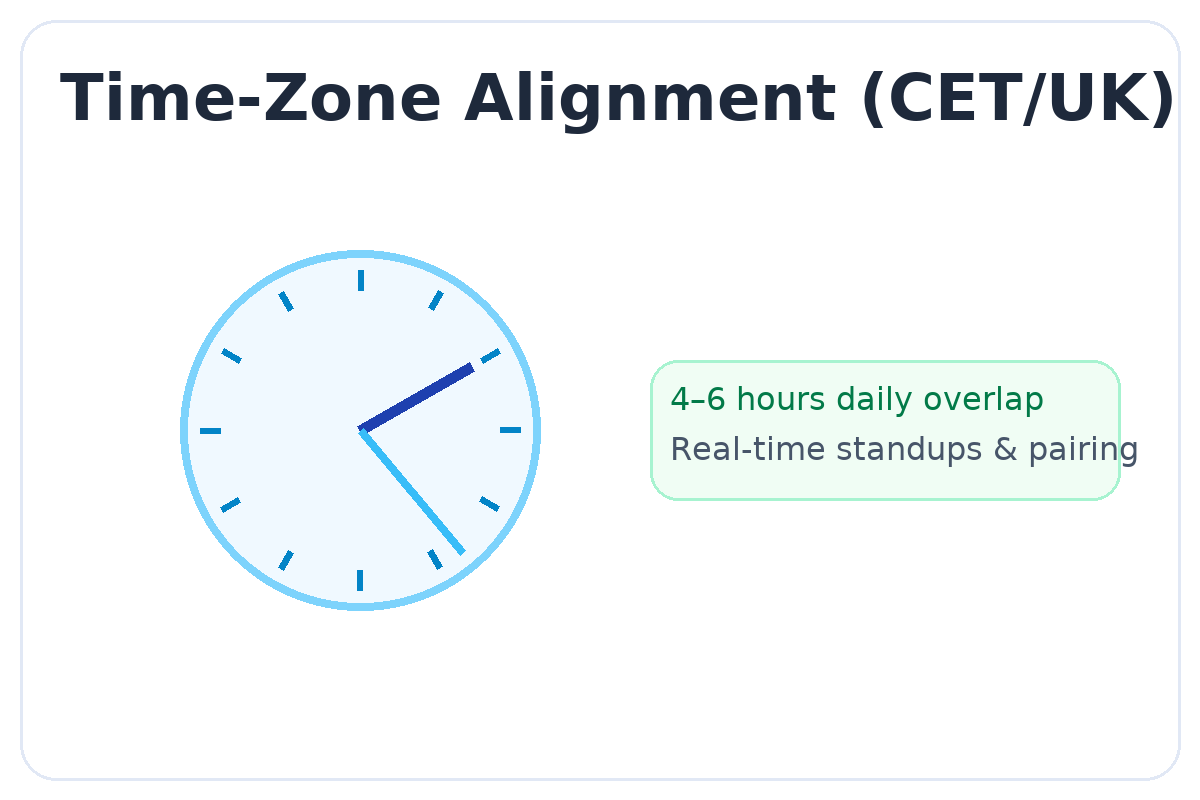 Time-Zone Alignment (CET/UK)
4–6 hours daily overlap
Real-time standups & pairing